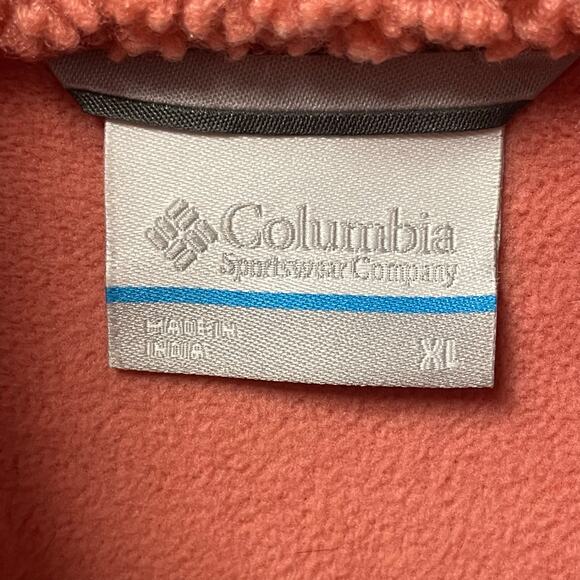 Columbia
Sportswear Company
MADE IN
INDIA
XL